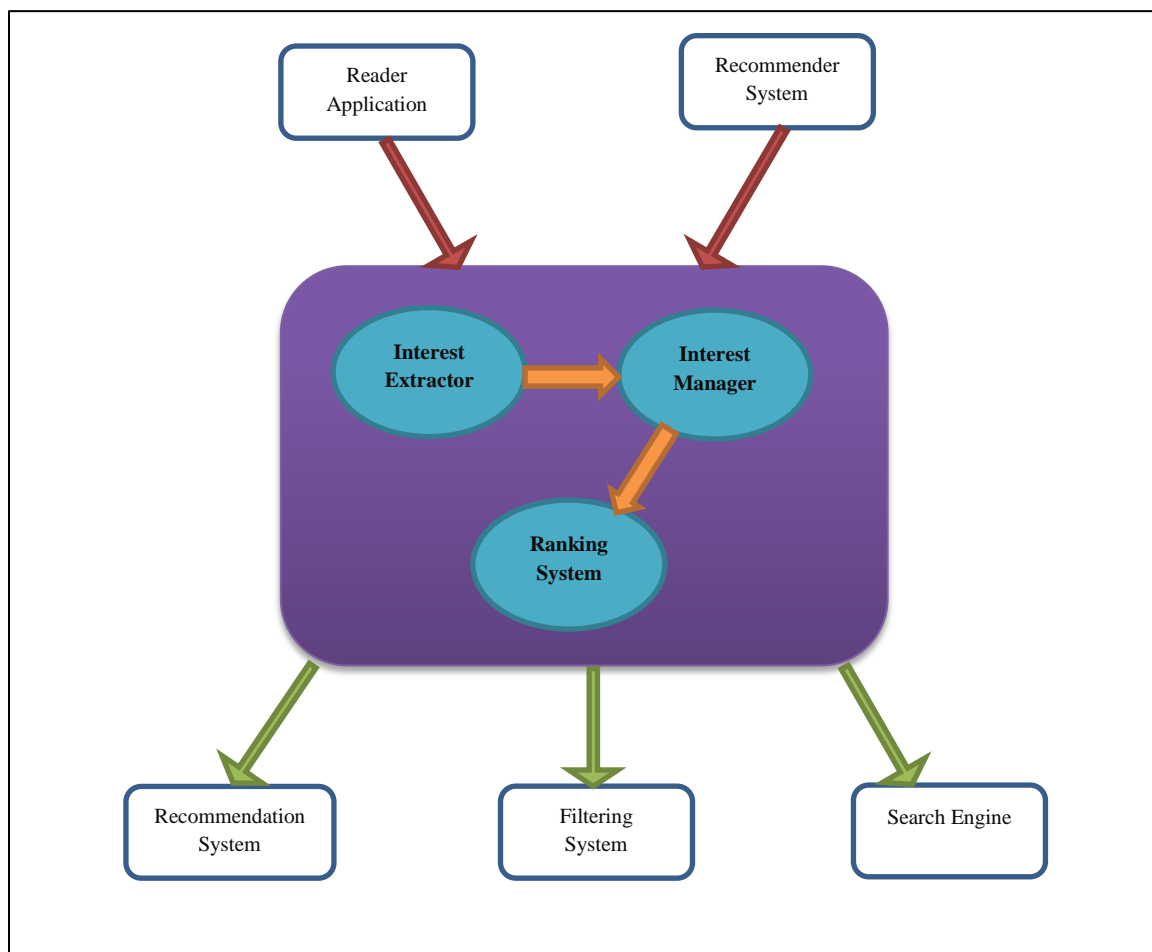 Reader
Application
Recommender
System
Interest
Extractor
Interest
Manager
Ranking
System
Recommendation
System
Filtering
System
Search Engine